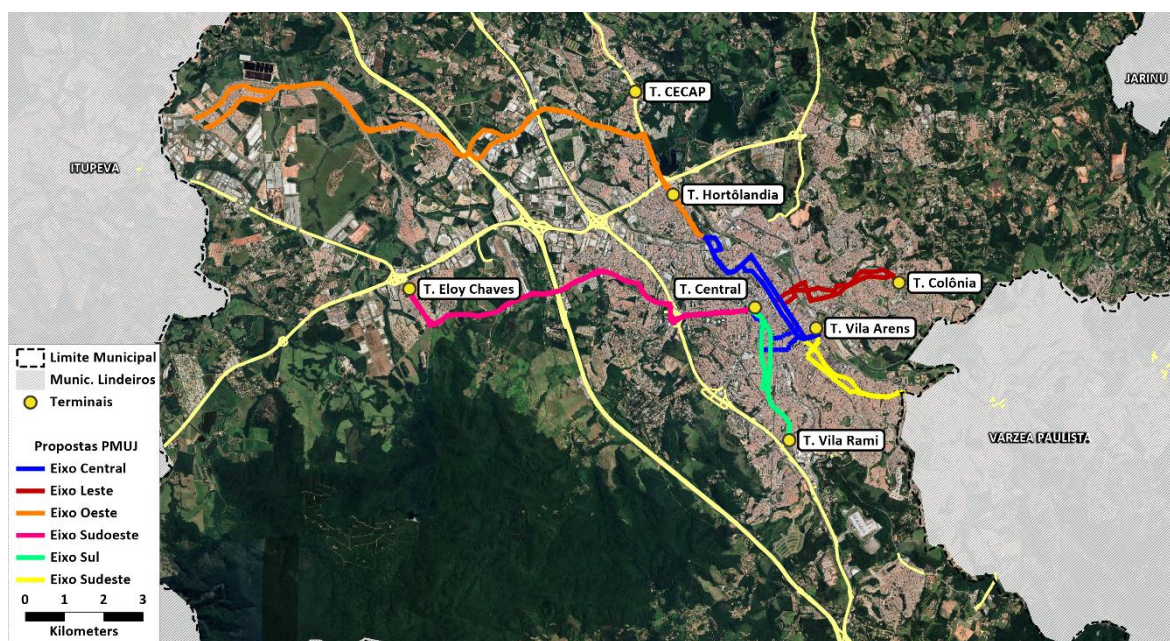 T. CECAP
JARINU
ITUPEVA
T. Hortôlandia
T. Eloy Chaves
T. Central
T. Colônia
T. Vila Arens
VARZEA PAULISTA
T. Vila Rami
Limite Municipal
Munic. Lindeiros
Terminais
Propostas PMUJ
Eixo Central
Eixo Leste
Eixo Oeste
Eixo Sudoeste
Eixo Sul
Eixo Sudeste
0 1 2 3
Kilometers